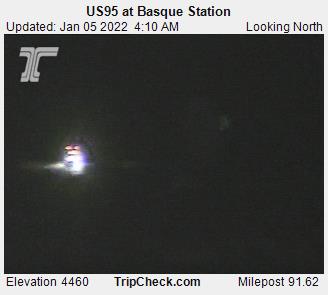 US95 at Basque Station
Updated: Jan 05 2022 4:10 AM Looking North
Elevation 4460 TripCheck.com Milepost 91.62